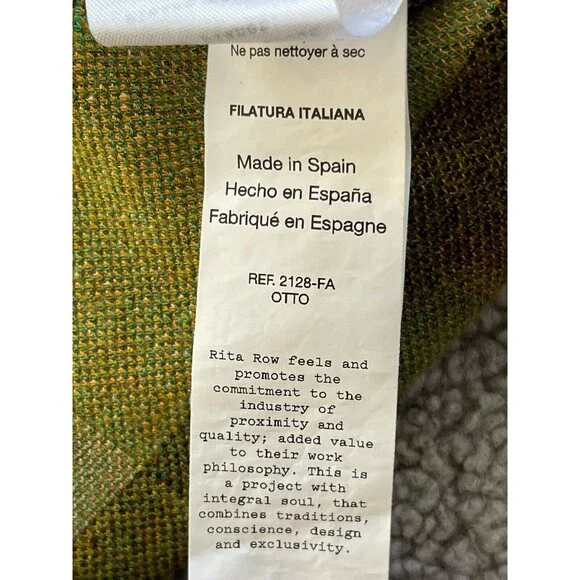 Ne pas nettoyer à sec
FILATURA ITALIANA
Made in Spain
Hecho en España
Fabriqué en Espagne
REF. 2128-FA
OTTO
Rita Row feels and
promotes the
commitment to the
industry of
proximity and
quality; added value
to their work
philosophy. This is
a project with
integral soul, that
combines traditions,
conscience, design
and exclusivity.